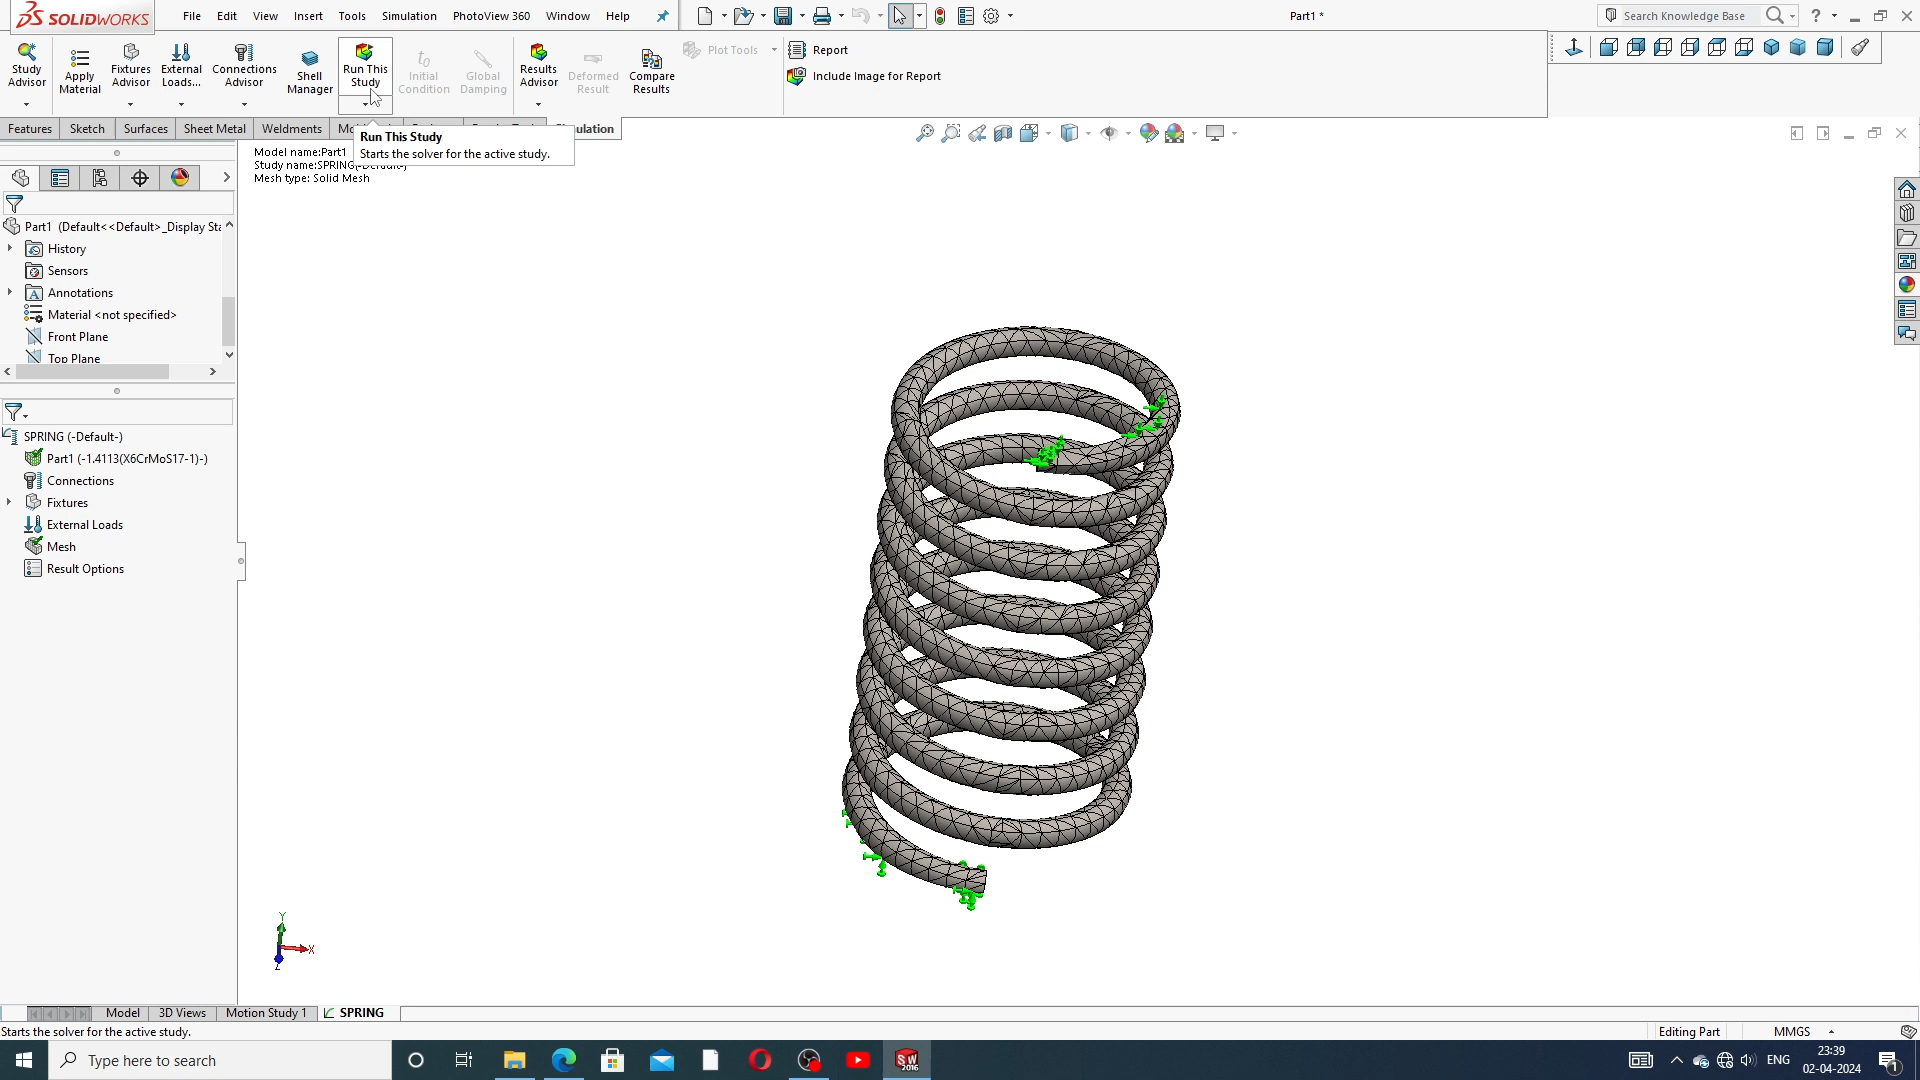 SOLIDWORKS
File Edit View Insert Tools Simulation PhotoView 360 Window Help
Part1 *
Search Knowledge Base
Study Advisor
Apply Material
Fixtures Advisor
External Loads...
Connections Advisor
Shell Manager
Run This Study
Initial Condition
Global Damping
Results Advisor
Deformed Result
Compare Results
Plot Tools
Report
Include Image for Report
Features Sketch Surfaces Sheet Metal Weldments
Run This Study
Starts the solver for the active study.
Model name:Part1
Mesh type: Solid Mesh
Part1 (Default<<Default>_Display Sta
History
Sensors
Annotations
Material <not specified>
Front Plane
Top Plane
SPRING (-Default-)
Part1 (-1.4113(X6CrMoS17-1)-)
Connections
Fixtures
External Loads
Mesh
Result Options
Y
X
Z
Model 3D Views Motion Study 1 SPRING
Starts the solver for the active study.
Editing Part
MMGS
Type here to search
SW
2016
ENG
23:39
02-04-2024
1